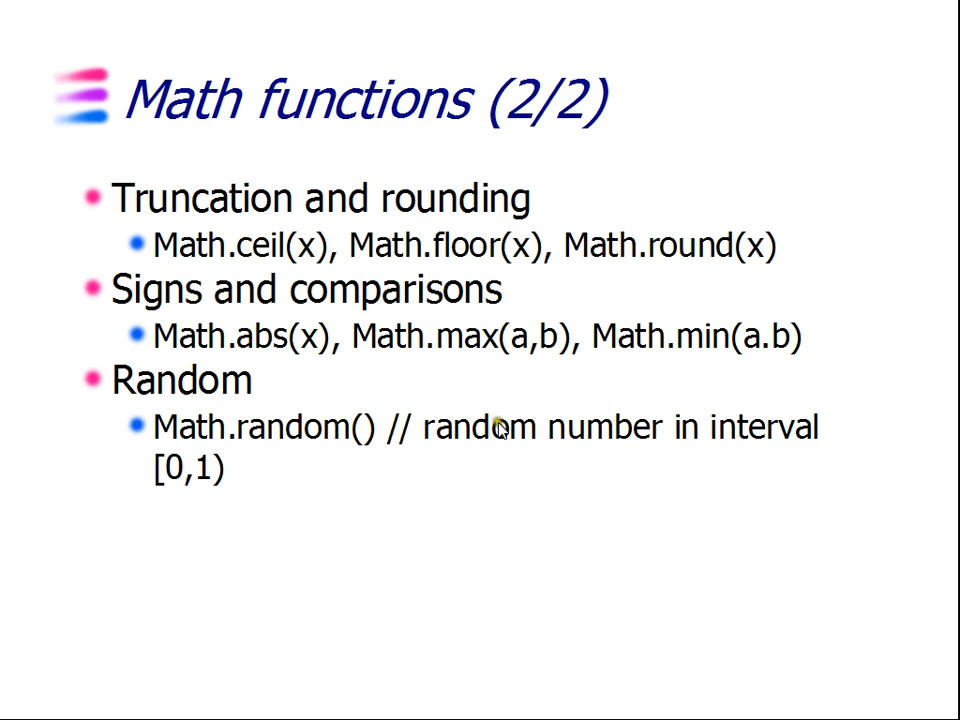 Math functions (2/2)
Truncation and rounding
Math.ceil(x), Math.floor(x), Math.round(x)
Signs and comparisons
Math.abs(x), Math.max(a,b), Math.min(a.b)
Random
Math.random() // random number in interval
[0,1)